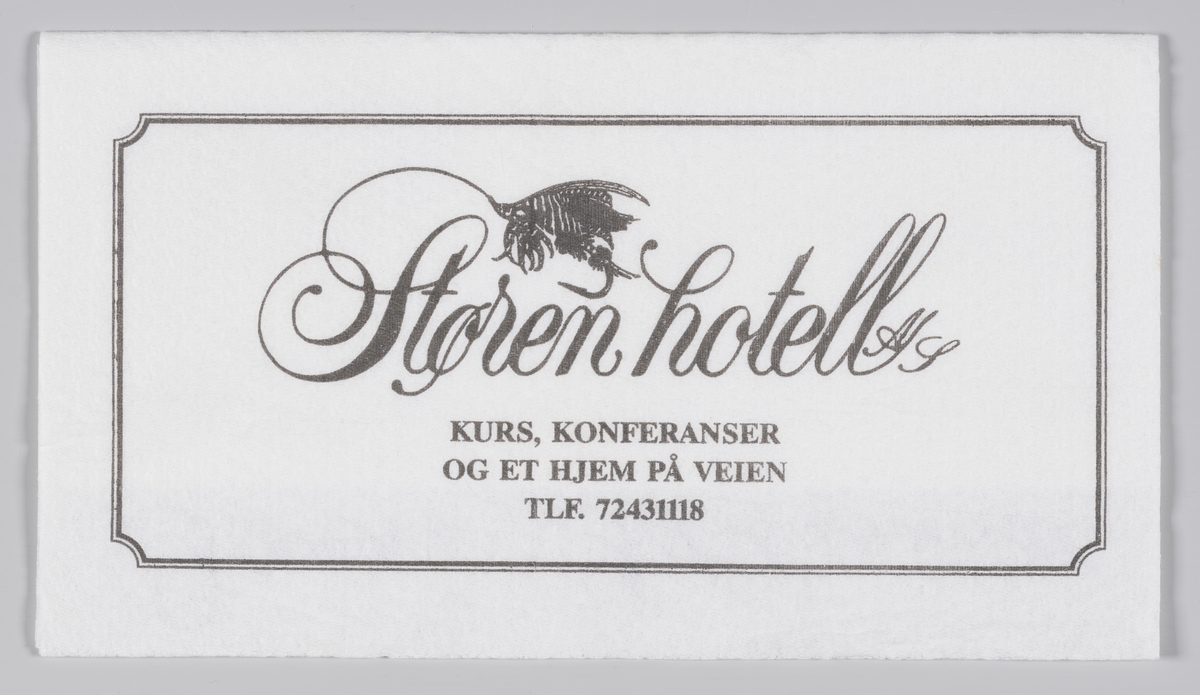 Støren hotell A/S
KURS, KONFERANSER
OG ET HJEM PÅ VEIEN
TLF. 72431118